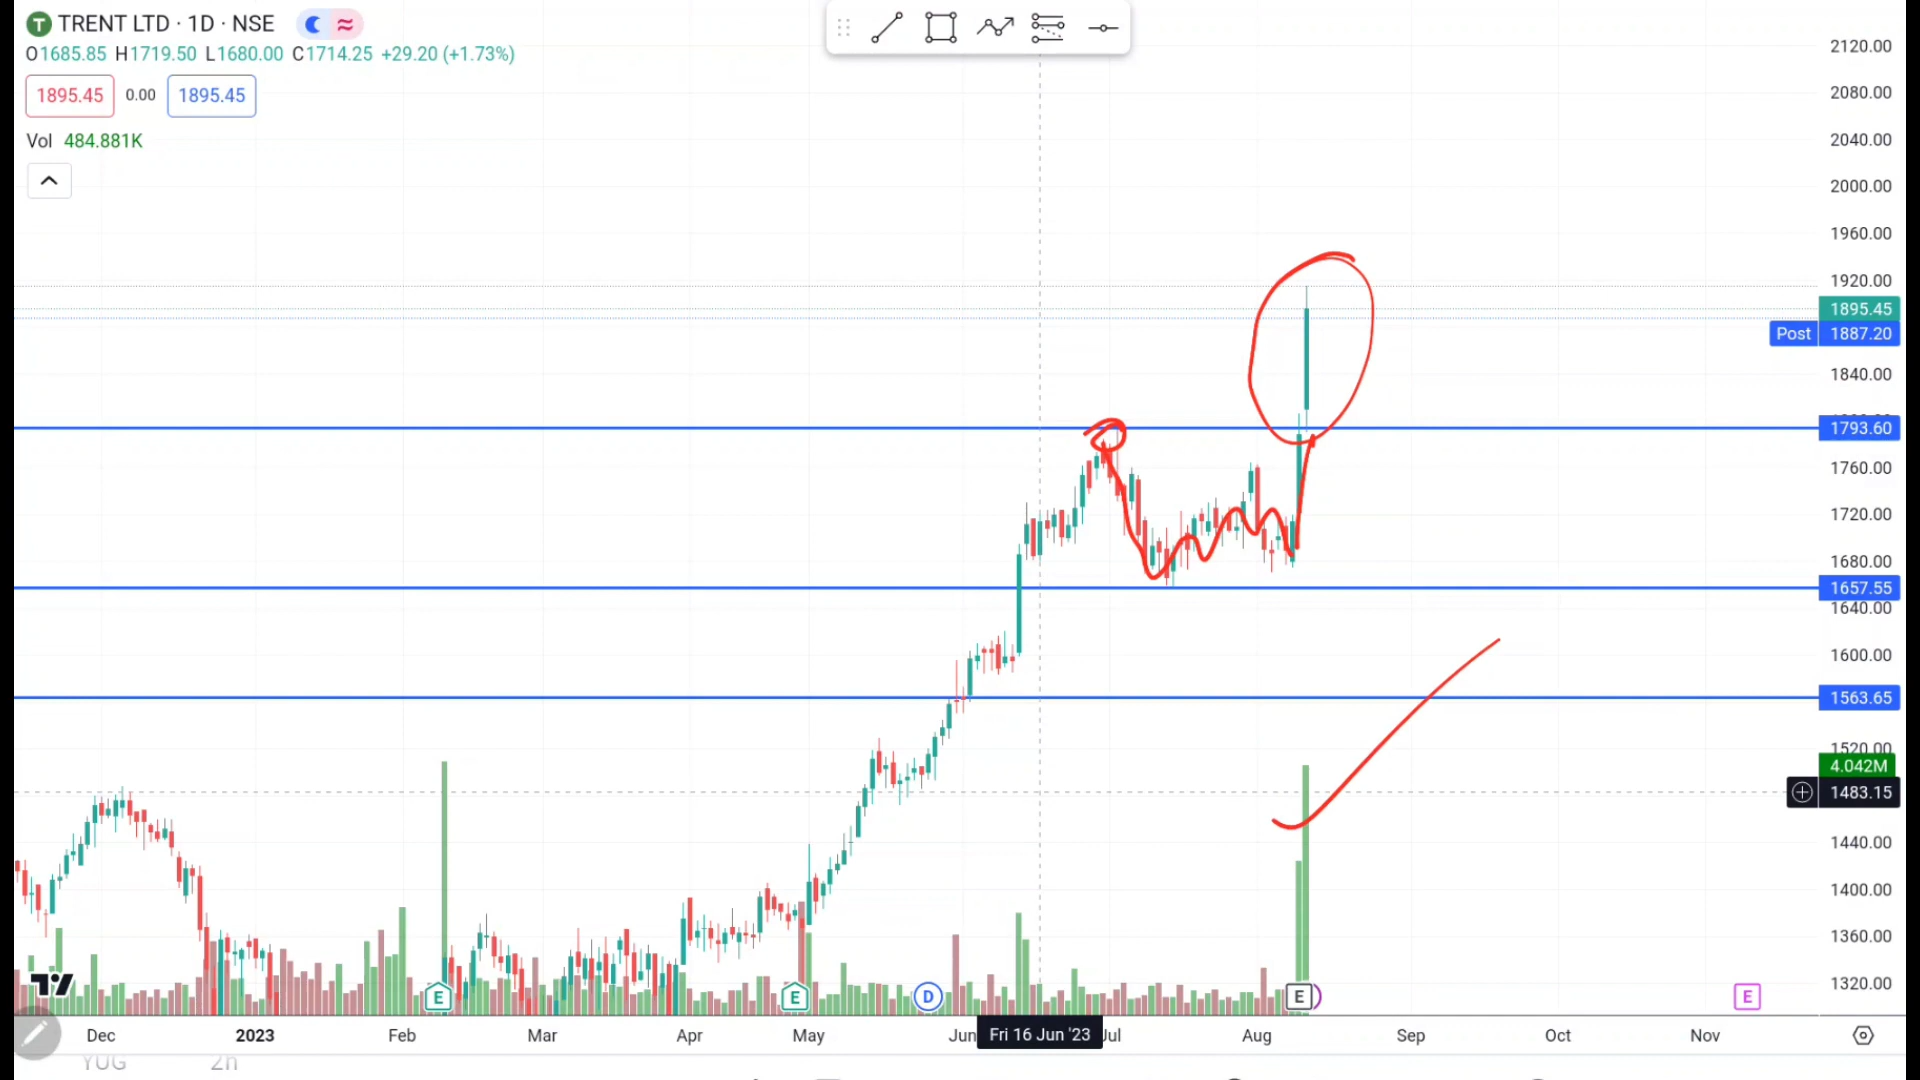 T TRENT LTD · 1D · NSE
O1685.85 H1719.50 L1680.00 C1714.25 +29.20 (+1.73%)
1895.45 0.00 1895.45
Vol 484.881K
2120.00
2080.00
2040.00
2000.00
1960.00
1920.00
1895.45
Post 1887.20
1840.00
1793.60
1760.00
1720.00
1680.00
1657.55
1640.00
1600.00
1563.65
1520.00
4.042M
1483.15
1440.00
1400.00
1360.00
1320.00
E E D E E
Dec 2023 Feb Mar Apr May Jun Fri 16 Jun '23 Jul Aug Sep Oct Nov
YUG 2h